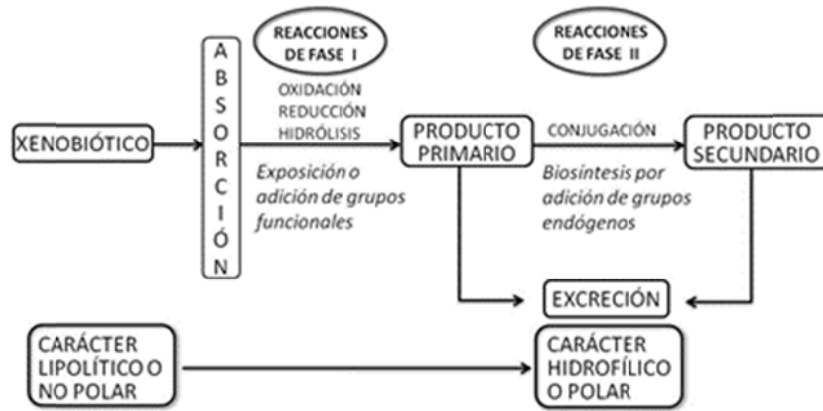 REACCIONES
DE FASE I
REACCIONES
DE FASE II
A
B
S
O
R
C
I
Ó
N
OXIDACIÓN
REDUCCIÓN
HIDRÓLISIS
XENOBIÓTICO
PRODUCTO
PRIMARIO
CONJUGACIÓN
PRODUCTO
SECUNDARIO
Exposición o
adición de grupos
funcionales
Biosíntesis por
adición de grupos
endógenos
EXCRECIÓN
CARÁCTER
LIPOLÍTICO O
NO POLAR
CARÁCTER
HIDROFÍLICO
O POLAR